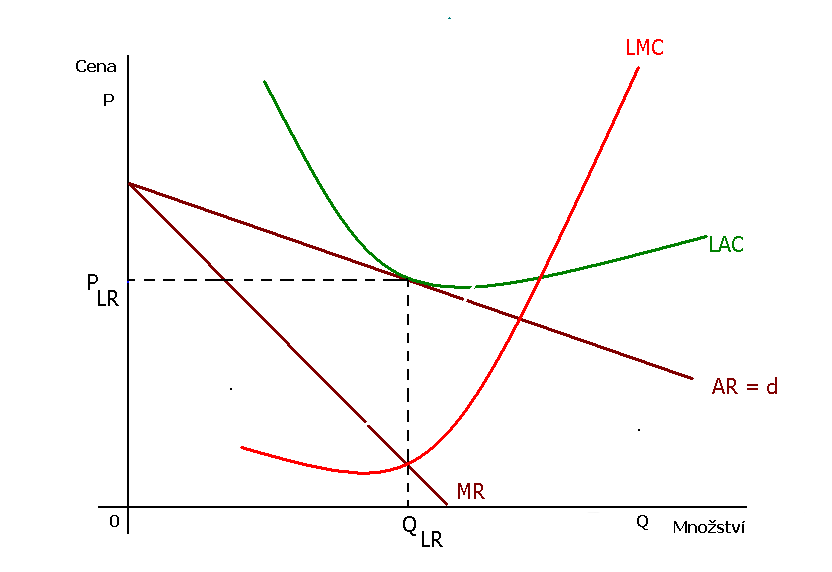 LMC
Cena
P
LAC
P
LR
AR = d
MR
0
Q
LR
Q
Množství